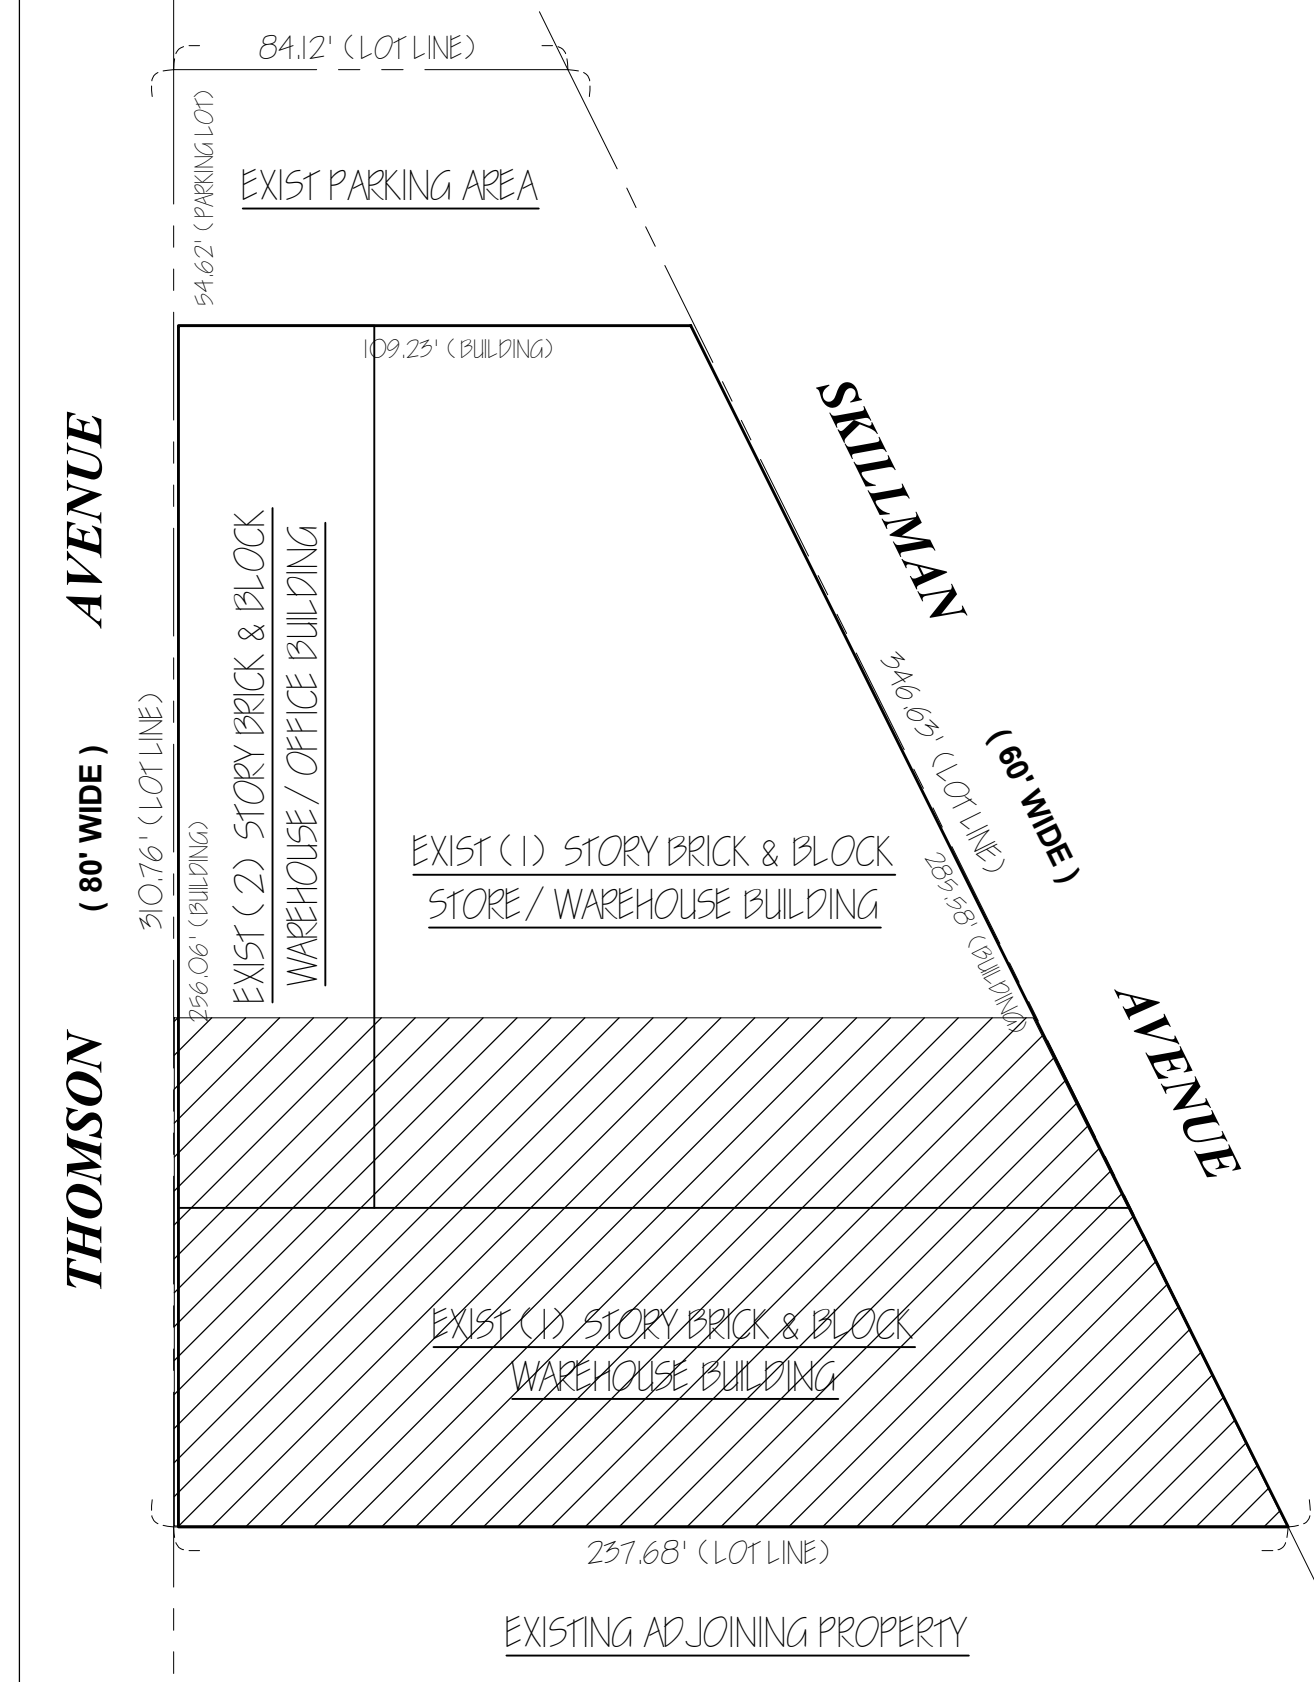 84.12' (LOT LINE)
54.62' (PARKING LOT)
EXIST PARKING AREA
109.23' (BUILDING)
SKILLMAN
AVENUE
346.63' (LOT LINE)
( 60' WIDE )
285.58' (BUILDING)
THOMSON
AVENUE
( 80' WIDE )
310.76' (LOT LINE)
256.06' (BUILDING)
EXIST (2) STORY BRICK & BLOCK
WAREHOUSE / OFFICE BUILDING
EXIST (1) STORY BRICK & BLOCK
STORE / WAREHOUSE BUILDING
EXIST (1) STORY BRICK & BLOCK
WAREHOUSE BUILDING
237.68' (LOT LINE)
EXISTING ADJOINING PROPERTY